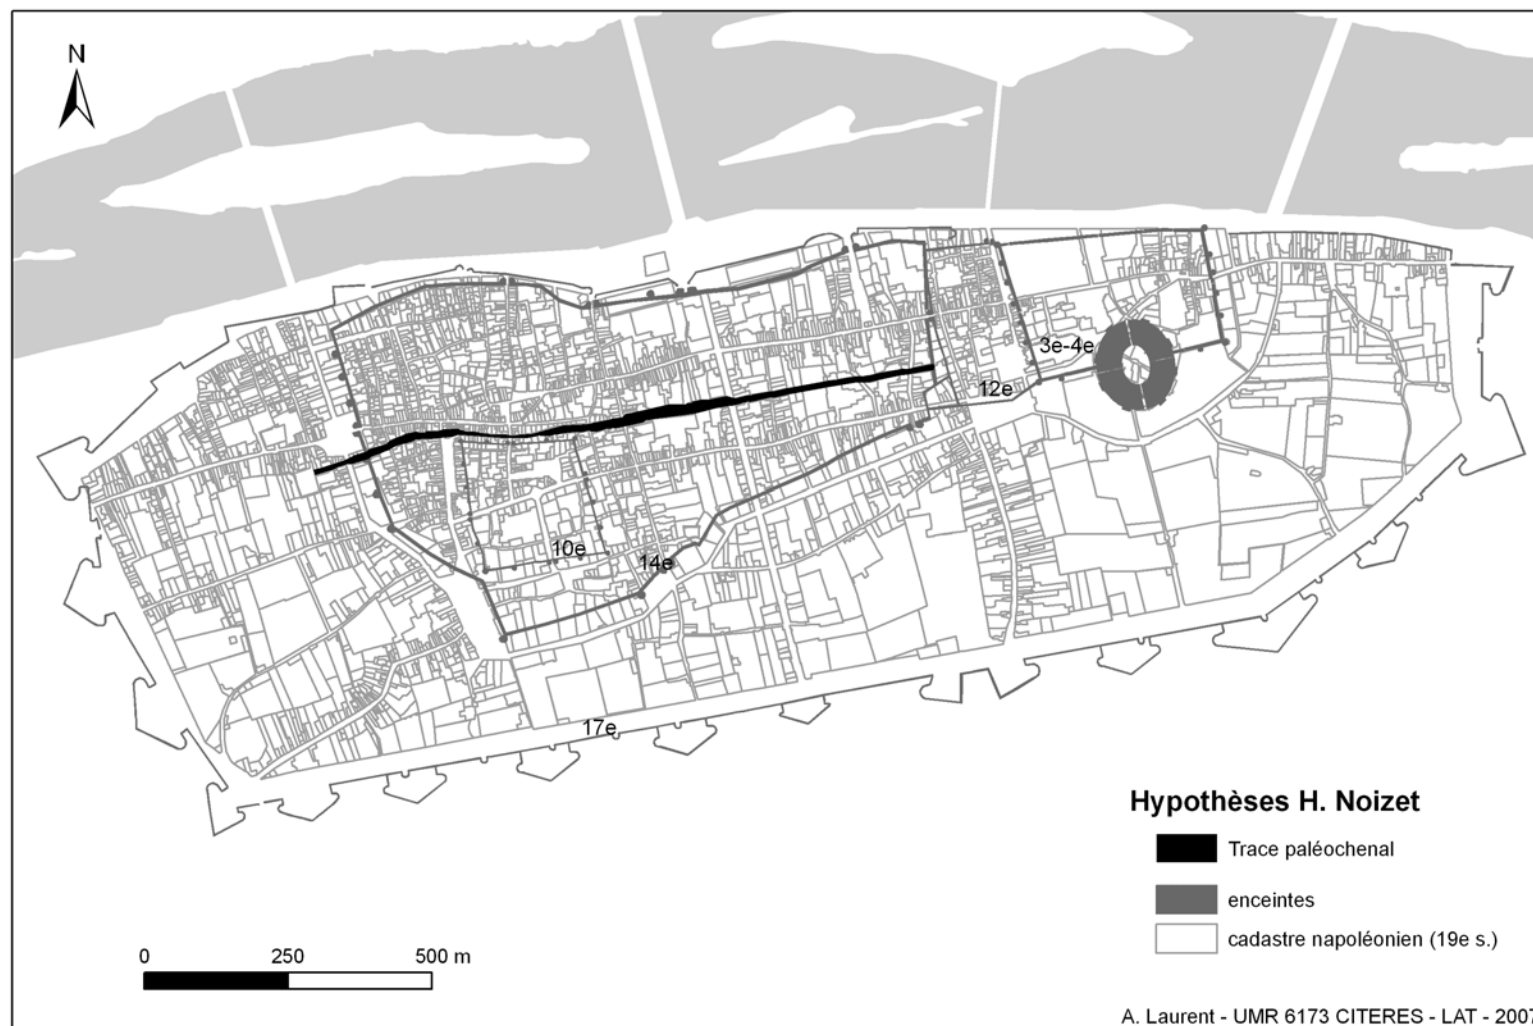 N
3e-4e
12e
10e
14e
17e
Hypothèses H. Noizet
Trace paléochenal
enceintes
cadastre napoléonien (19e s.)
0 250 500 m
A. Laurent - UMR 6173 CITERES - LAT - 2007